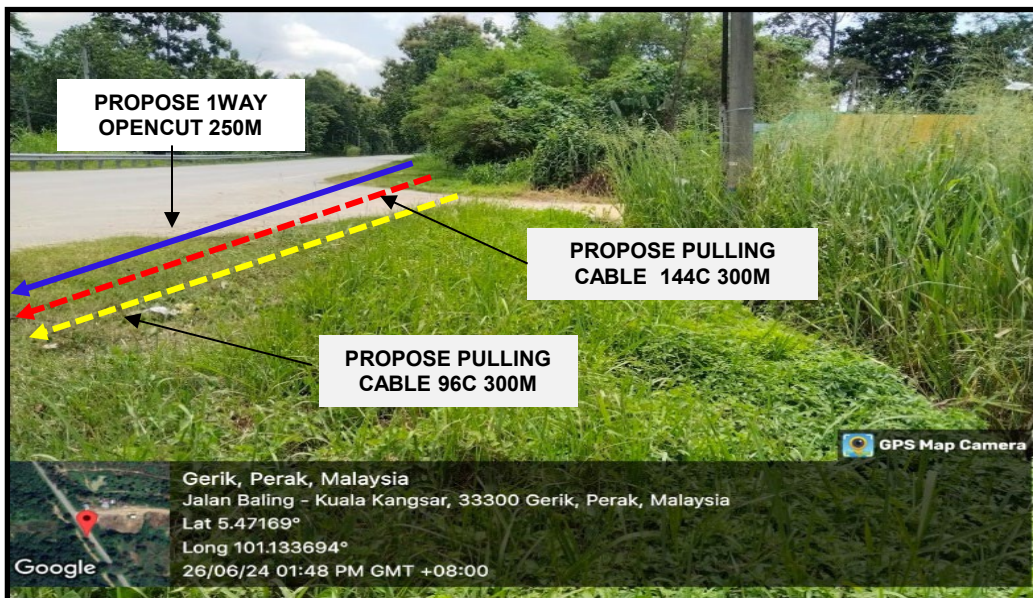 PROPOSE 1WAY
OPENCUT 250M
PROPOSE PULLING
CABLE 144C 300M
PROPOSE PULLING
CABLE 96C 300M
GPS Map Camera
Gerik, Perak, Malaysia
Jalan Baling - Kuala Kangsar, 33300 Gerik, Perak, Malaysia
Lat 5.47169°
Long 101.133694°
26/06/24 01:48 PM GMT +08:00
Google